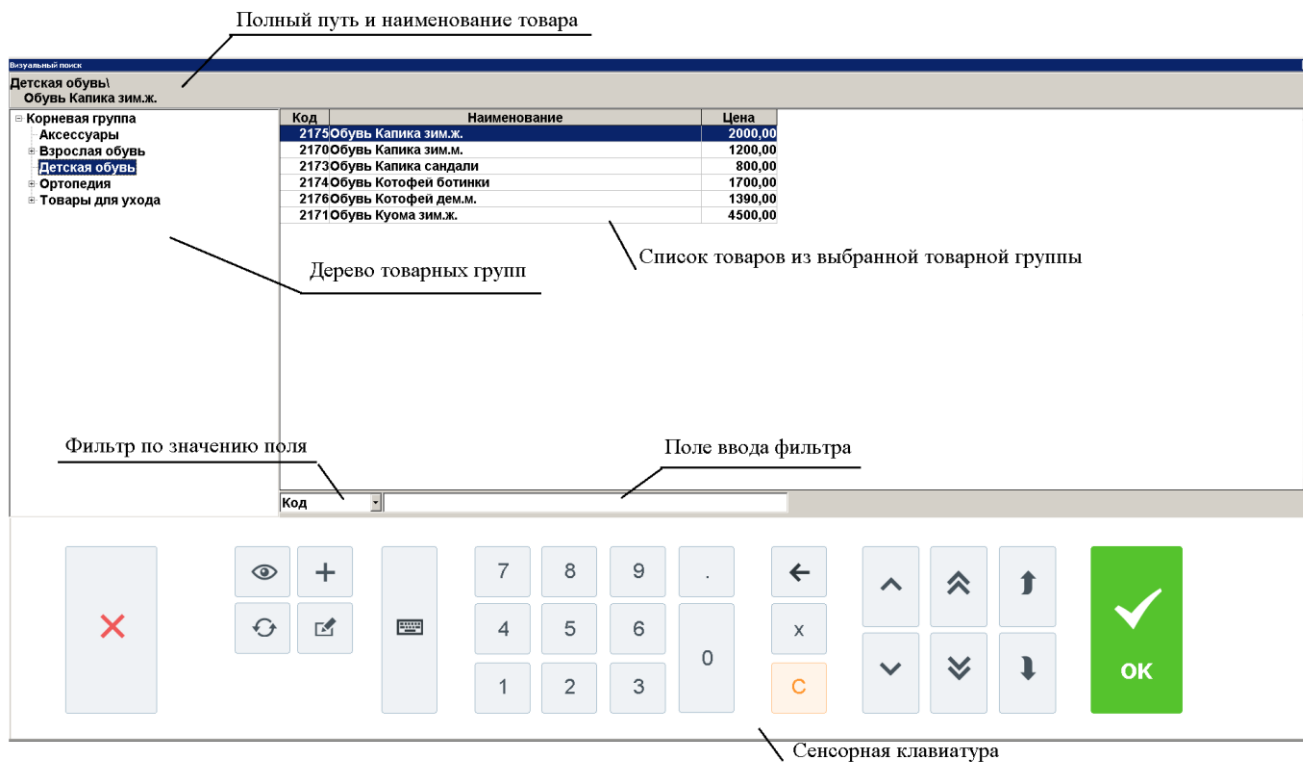 Полный путь и наименование товара
Визуальный поиск
Детская обувь\
Обувь Капика зим.ж.
Корневая группа
Аксессуары
Взрослая обувь
Детская обувь
Ортопедия
Товары для ухода
Код Наименование Цена
2175 Обувь Капика зим.ж. 2000,00
2170 Обувь Капика зим.м. 1200,00
2173 Обувь Капика сандали 800,00
2174 Обувь Котофей ботинки 1700,00
2176 Обувь Котофей дем.м. 1390,00
2171 Обувь Куома зим.ж. 4500,00
Список товаров из выбранной товарной группы
Дерево товарных групп
Фильтр по значению поля
Поле ввода фильтра
Код
7 8 9 .
4 5 6 x
0
1 2 3 C
ОК
Сенсорная клавиатура